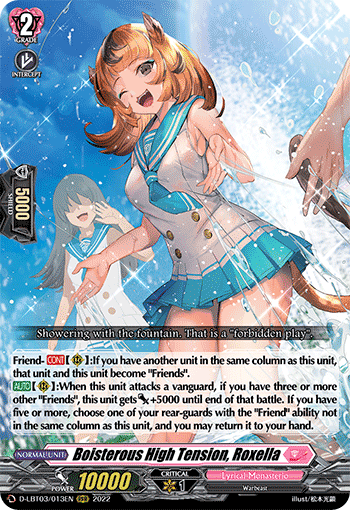 2
GRADE
INTERCEPT
5000
SHIELD
Showering with the fountain. That is a "forbidden play".
Friend- CONT【 】:If you have another unit in the same column as this unit,
that unit and this unit become "Friends".
AUTO【 】:When this unit attacks a vanguard, if you have three or more
other "Friends", this unit gets +5000 until end of that battle. If you have
five or more, choose one of your rear-guards with the "Friend" ability not
in the same column as this unit, and you may return it to your hand.
NORMAL UNIT
Boisterous High Tension, Roxella
POWER
10000
CRITICAL
1
Lyrical Monasterio
Warbeast
D-LBT03/013EN RRR 2022
illust/松本光鎖